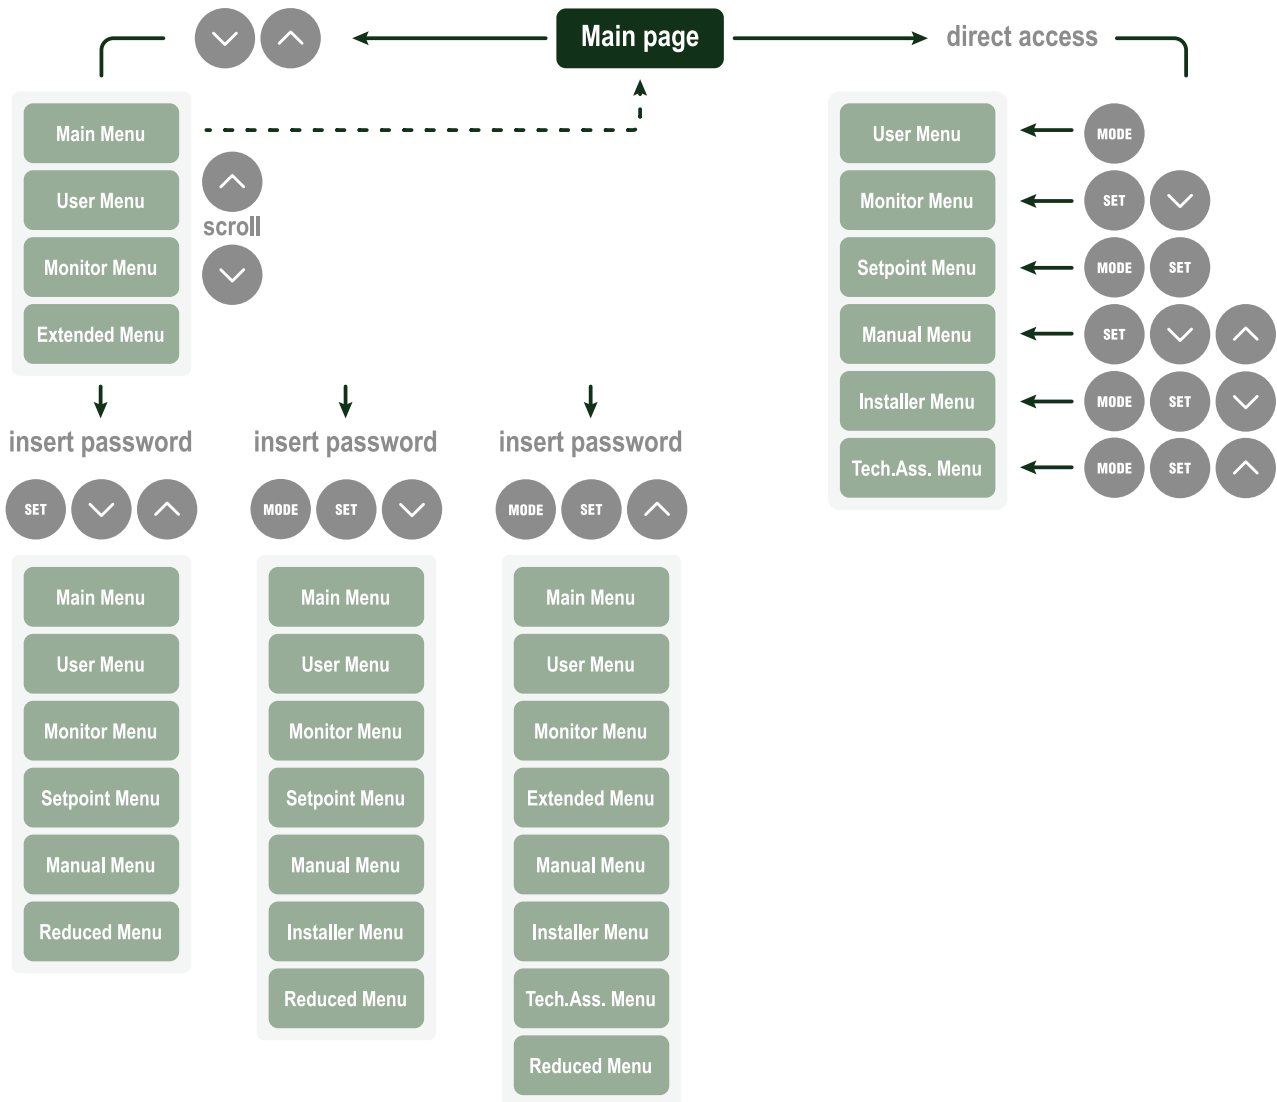 Main page
direct access
Main Menu
User Menu
Monitor Menu
Extended Menu
scroll
User Menu
MODE
Monitor Menu
SET
Setpoint Menu
MODE SET
Manual Menu
SET
Installer Menu
MODE SET
Tech.Ass. Menu
MODE SET
insert password
SET
Main Menu
User Menu
Monitor Menu
Setpoint Menu
Manual Menu
Reduced Menu
insert password
MODE SET
Main Menu
User Menu
Monitor Menu
Setpoint Menu
Manual Menu
Installer Menu
Reduced Menu
insert password
MODE SET
Main Menu
User Menu
Monitor Menu
Extended Menu
Manual Menu
Installer Menu
Tech.Ass. Menu
Reduced Menu